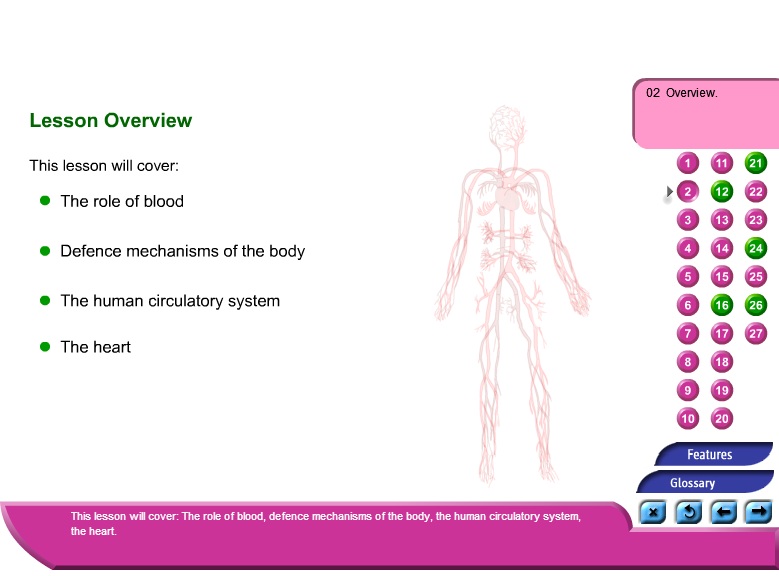 02 Overview.
Lesson Overview
This lesson will cover:
The role of blood
Defence mechanisms of the body
The human circulatory system
The heart
1 11 21
2 12 22
3 13 23
4 14 24
5 15 25
6 16 26
7 17 27
8 18
9 19
10 20
Features
Glossary
This lesson will cover: The role of blood, defence mechanisms of the body, the human circulatory system,
the heart.